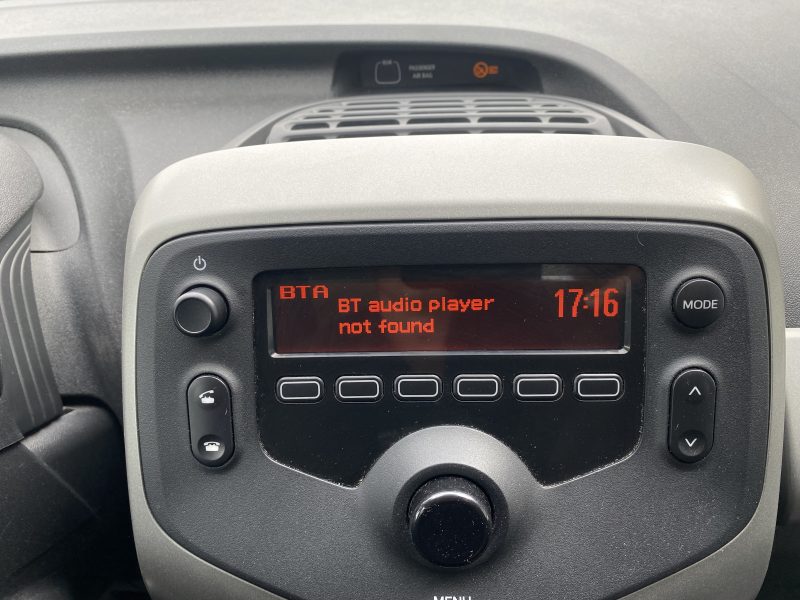 PASSENGER
AIR BAG
BTA
BT audio player
not found
17:16
MODE
MENU